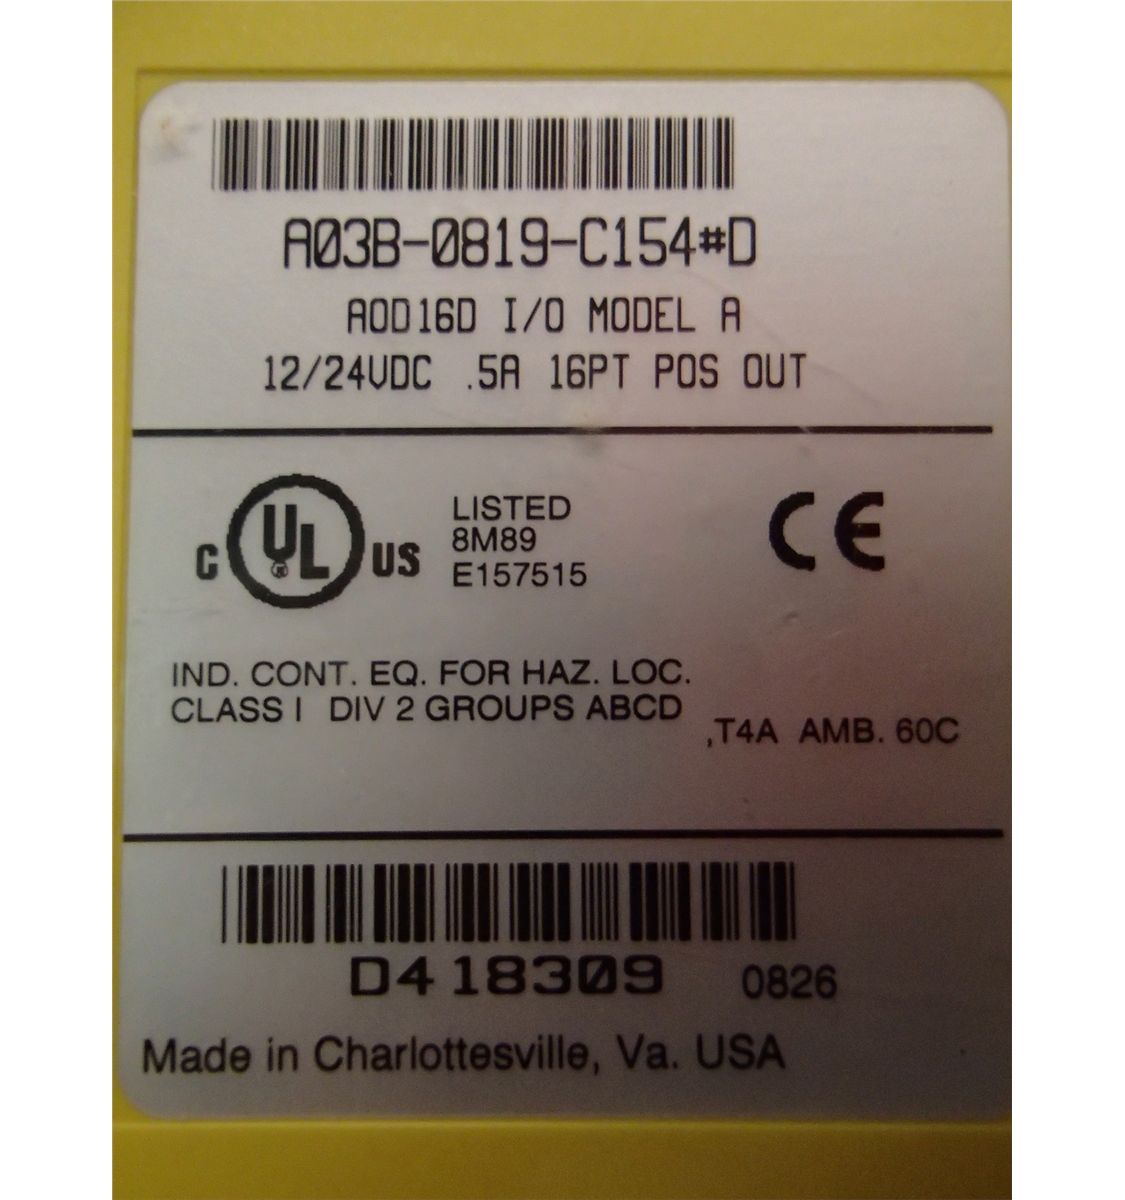 A03B-0819-C154#D
AOD16D I/O MODEL A
12/24VDC .5A 16PT POS OUT
C UL US
LISTED
8M89
E157515
CE
IND. CONT. EQ. FOR HAZ. LOC.
CLASS I DIV 2 GROUPS ABCD
,T4A AMB. 60C
D418309 0826
Made in Charlottesville, Va. USA